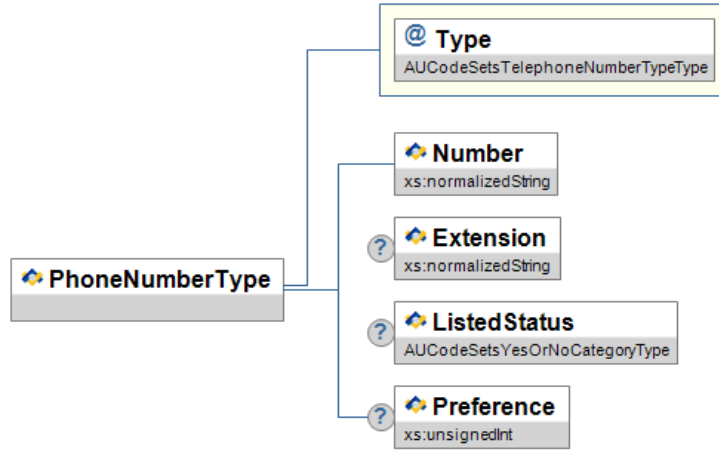 @ Type
AUCodeSetsTelephoneNumberTypeType
Number
xs:normalizedString
? Extension
xs:normalizedString
PhoneNumberType
? ListedStatus
AUCodeSetsYesOrNoCategoryType
? Preference
xs:unsignedInt